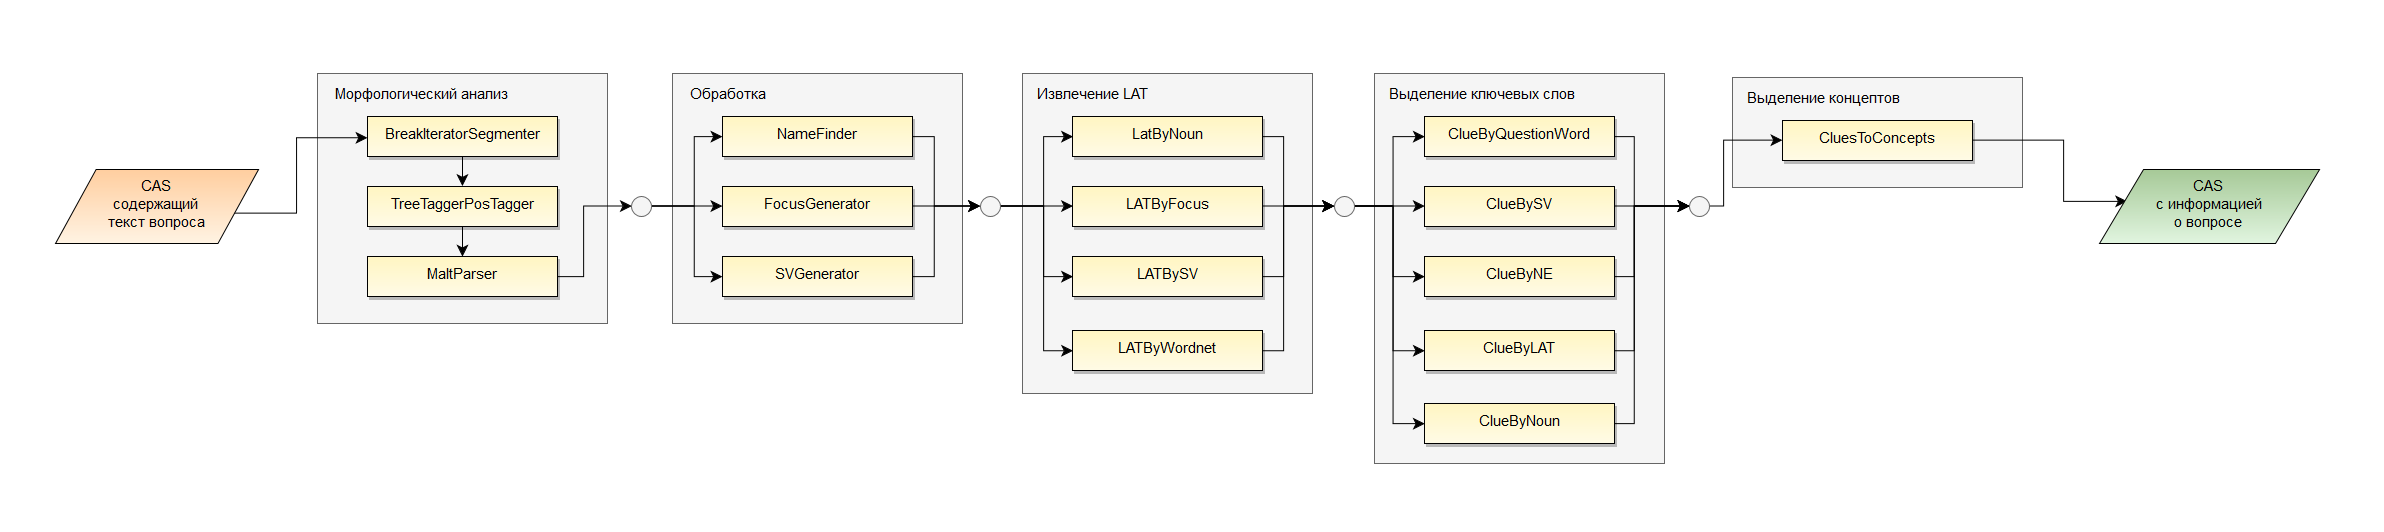 CAS
содержащий
текст вопроса
Морфологический анализ
BreakIteratorSegmenter
TreeTaggerPosTagger
MaltParser
Обработка
NameFinder
FocusGenerator
SVGenerator
Извлечение LAT
LatByNoun
LATByFocus
LATBySV
LATByWordnet
Выделение ключевых слов
ClueByQuestionWord
ClueBySV
ClueByNE
ClueByLAT
ClueByNoun
Выделение концептов
CluesToConcepts
CAS
с информацией
о вопросе